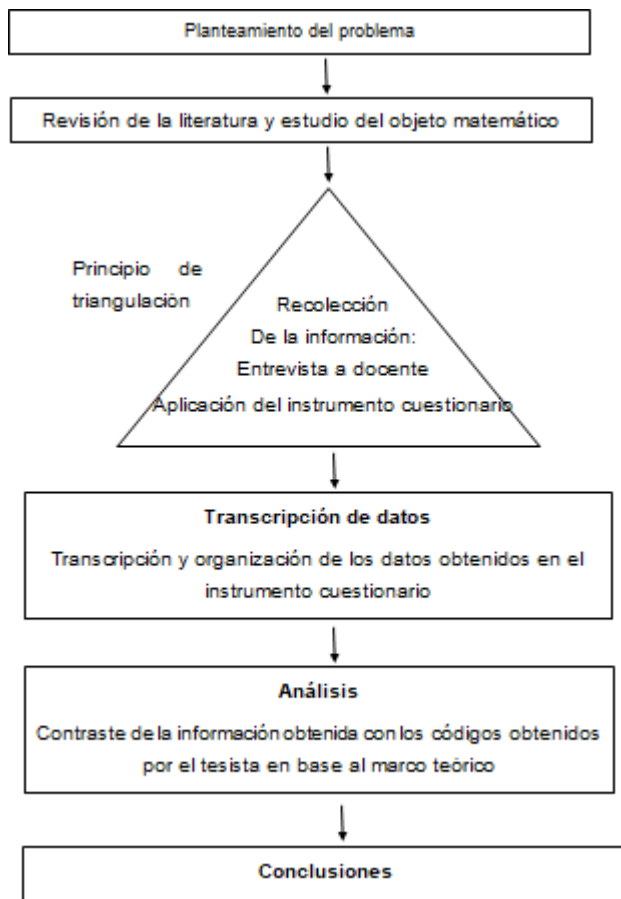 Planteamiento del problema
Revisión de la literatura y estudio del objeto matemático
Principio de
triangulación
Recolección
De la información:
Entrevista a docente
Aplicación del instrumento cuestionario
Transcripción de datos
Transcripción y organización de los datos obtenidos en el
instrumento cuestionario
Análisis
Contraste de la información obtenida con los códigos obtenidos
por el tesista en base al marco teórico
Conclusiones